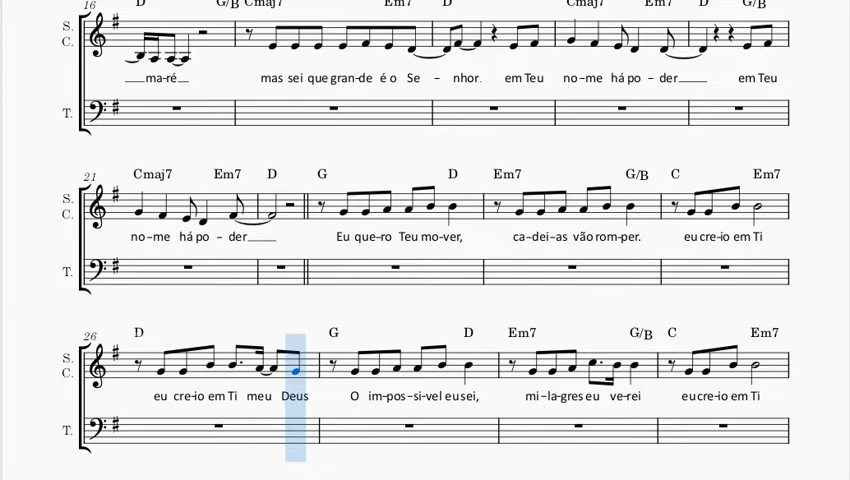 16 D G/B Cmaj7 Em7 D Cmaj7 Em7 D G/B
S.
C.
ma-ré mas sei que gran-de é o Se - nhor. em Teu no-me há po - der em Teu
T.
21 Cmaj7 Em7 D G D Em7 G/B C Em7
S.
C.
no-me há po - der Eu que-ro Teu mo-ver, ca-dei-as vão rom-per. eu cre-io em Ti
T.
26 D G D Em7 G/B C Em7
S.
C.
eu cre-io em Ti meu Deus O im-pos-si-vel eu sei, mi-la-gres eu ve-rei eu cre-io em Ti
T.